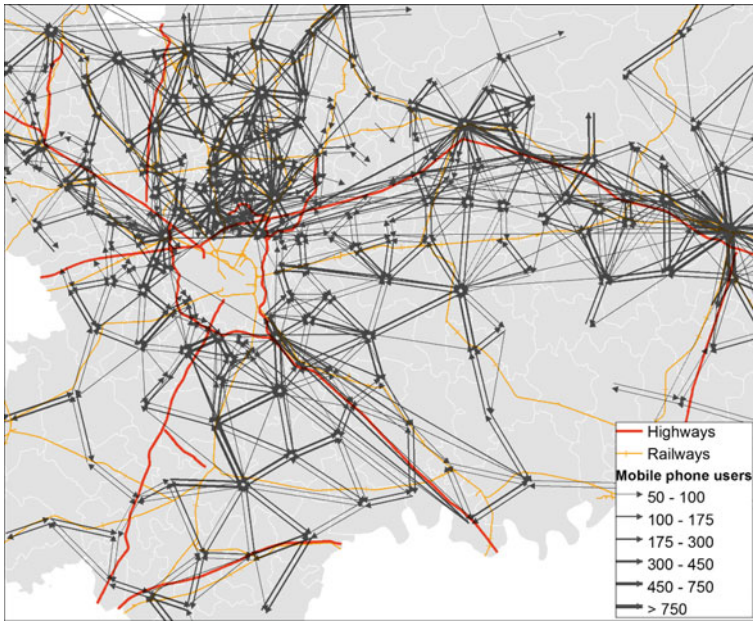 Highways
Railways
Mobile phone users
50 - 100
100 - 175
175 - 300
300 - 450
450 - 750
> 750